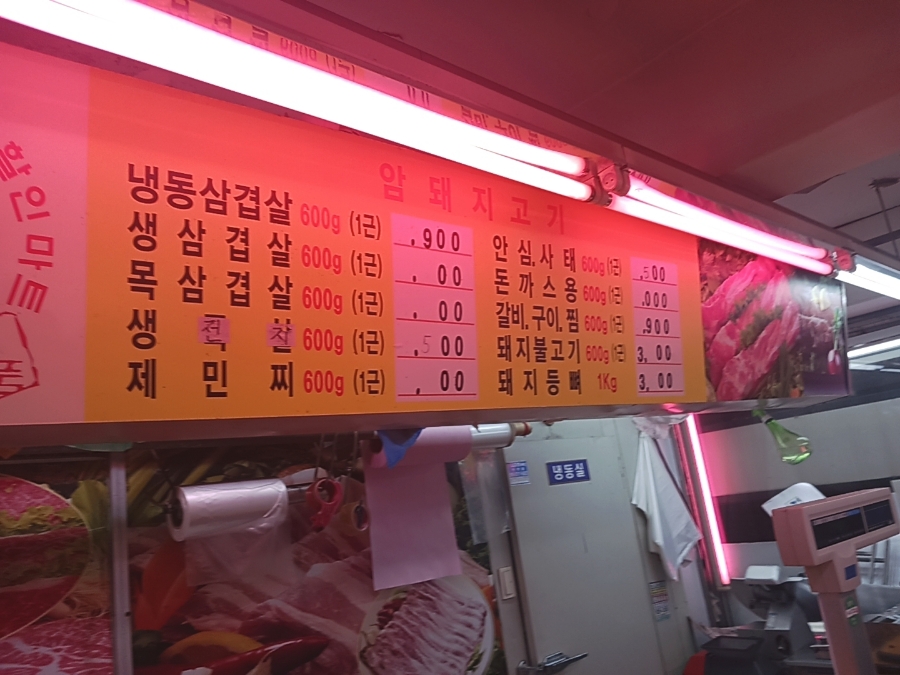 할인마트
암돼지고기
냉동삼겹살 600g (1근) .900
생삼겹살 600g (1근) . 00
목삼겹살 600g (1근) . 00
생 전 살 600g (1근) .500
제민찌 600g (1근) . 00
안심.사태 600g (1근) .500
돈까스용 600g (1근) .000
갈비.구이.찜 600g (1근) .900
돼지불고기 600g (1근) 3, 00
돼지등뼈 1Kg 3, 00
냉동실